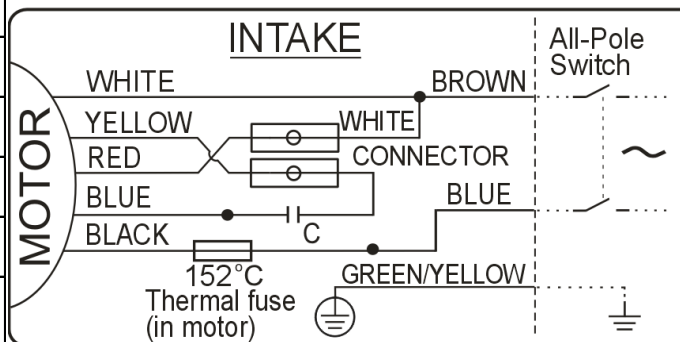 INTAKE
All-Pole
Switch
WHITE
BROWN
YELLOW
WHITE
RED
CONNECTOR
BLUE
BLUE
C
BLACK
MOTOR
152°C
Thermal fuse
(in motor)
GREEN/YELLOW